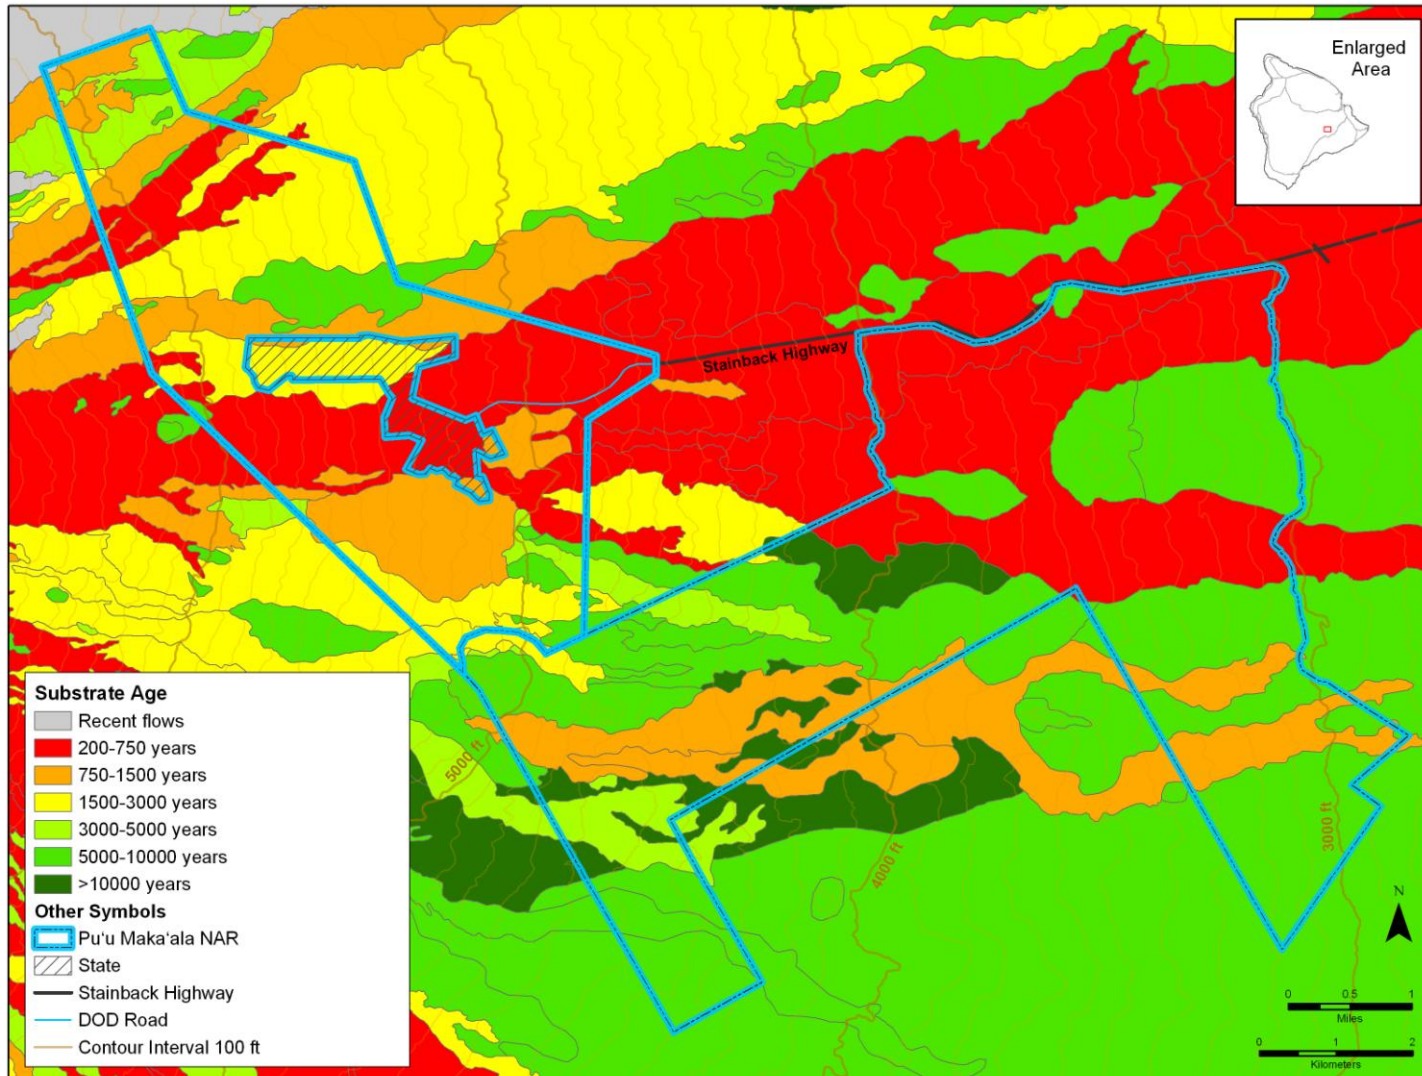 Enlarged
Area
Stainback Highway
Substrate Age
Recent flows
200-750 years
750-1500 years
1500-3000 years
3000-5000 years
5000-10000 years
>10000 years
Other Symbols
Pu‘u Maka‘ala NAR
State
Stainback Highway
DOD Road
Contour Interval 100 ft
5000 ft
4000 ft
3000 ft
N
0 0.5 1
Miles
0 1 2
Kilometers